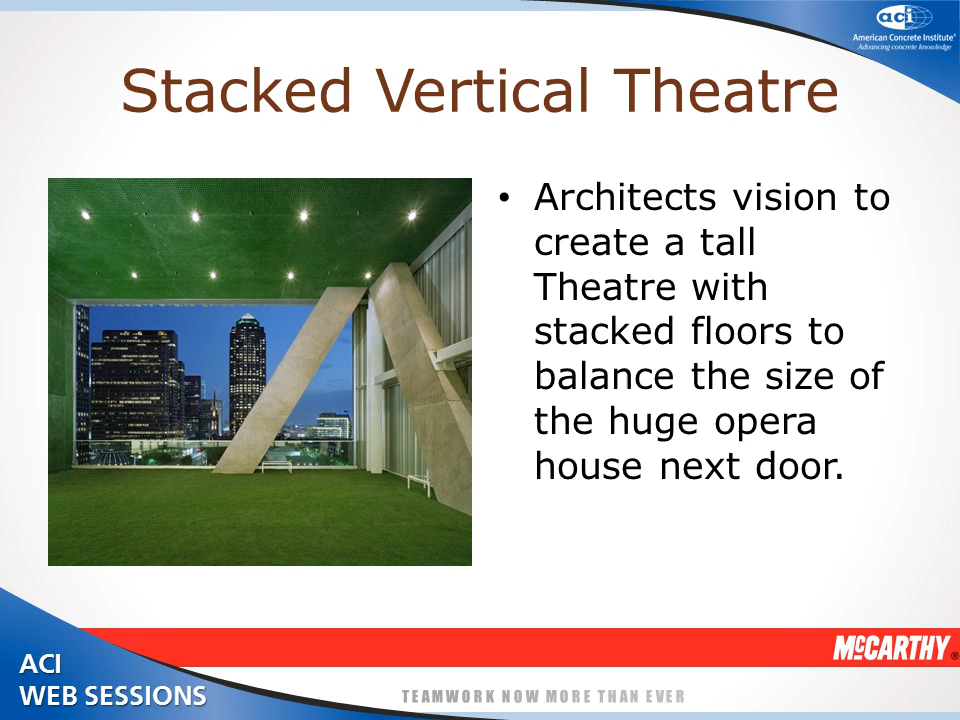 aci
American Concrete Institute®
Advancing concrete knowledge
Stacked Vertical Theatre
• Architects vision to
create a tall
Theatre with
stacked floors to
balance the size of
the huge opera
house next door.
McCARTHY®
ACI
WEB SESSIONS
TEAMWORK NOW MORE THAN EVER